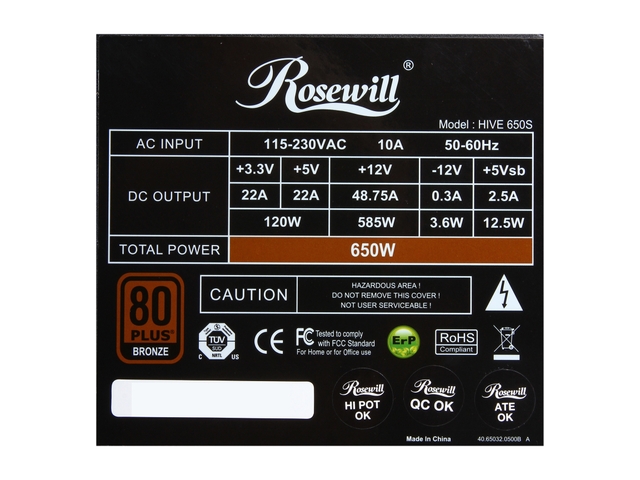 Rosewill®
Model : HIVE 650S
AC INPUT 115-230VAC 10A 50-60Hz
DC OUTPUT +3.3V +5V +12V -12V +5Vsb
22A 22A 48.75A 0.3A 2.5A
120W 585W 3.6W 12.5W
TOTAL POWER 650W
80
PLUS®
BRONZE
CAUTION
HAZARDOUS AREA !
DO NOT REMOVE THIS COVER !
NOT USER SERVICEABLE !
TÜV
SUD
NRTL
C US
CE
FC Tested to comply
with FCC Standard
For Home or for Office use
ErP
RoHS
Compliant
Rosewill
HI POT
OK
Rosewill
QC OK
Rosewill
ATE
OK
Made In China
40.65032.0500B A